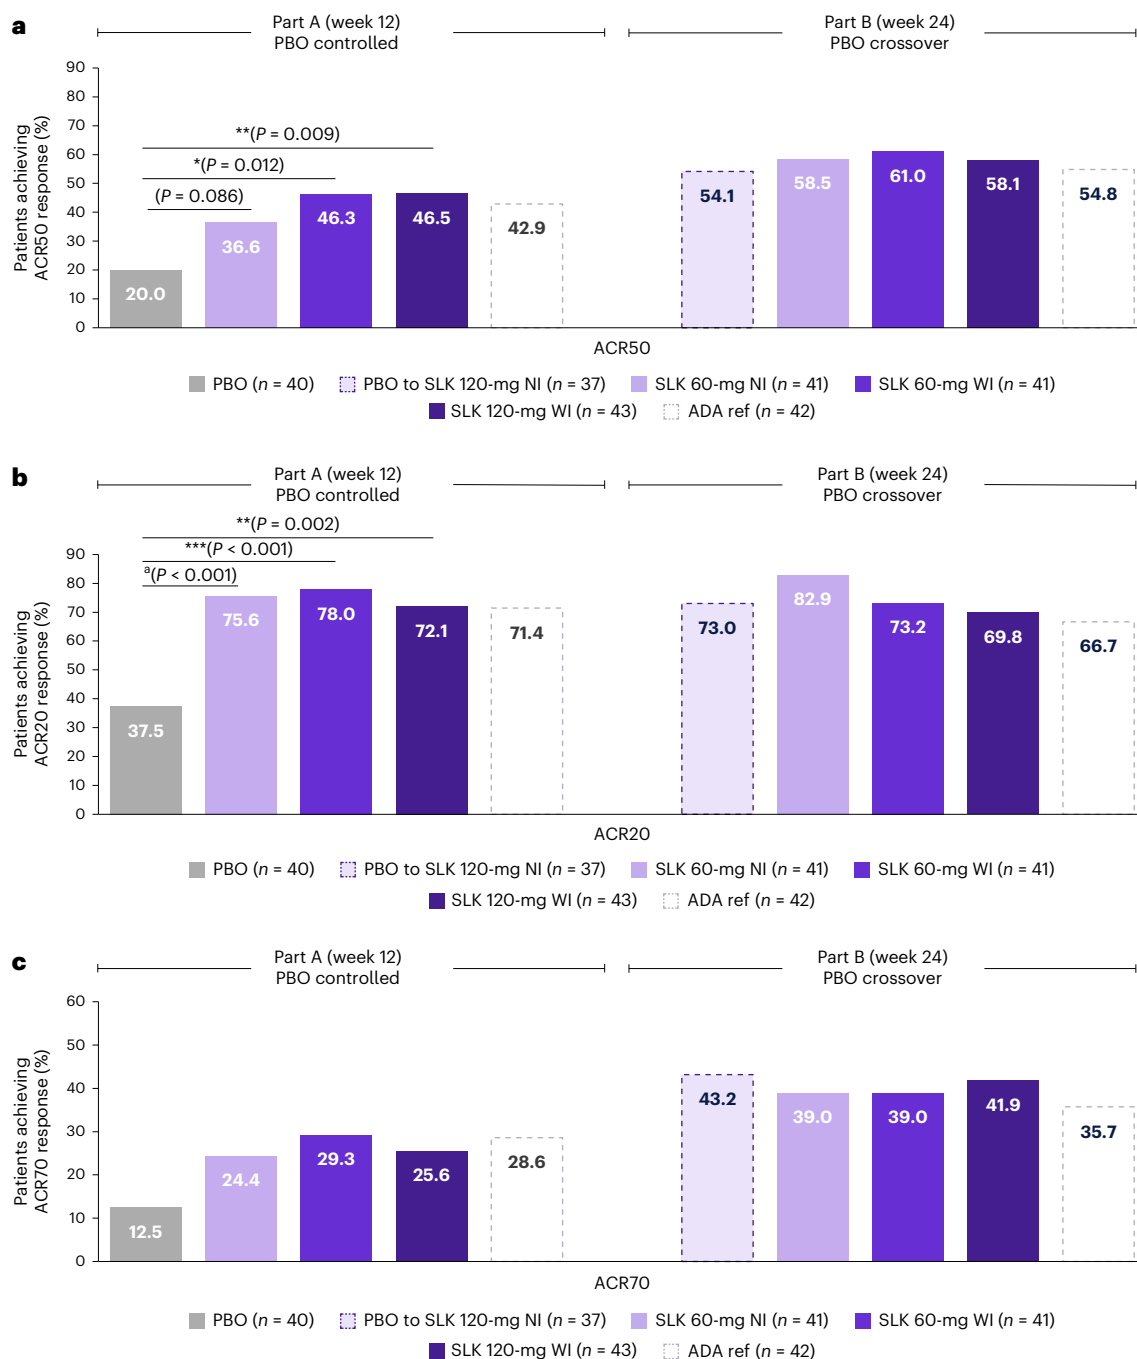 a
Part A (week 12)
PBO controlled
Part B (week 24)
PBO crossover
Patients achieving
ACR50 response (%)
90
80
70
60
50
40
30
20
10
0
**(P = 0.009)
*(P = 0.012)
(P = 0.086)
20.0
36.6
46.3
46.5
42.9
54.1
58.5
61.0
58.1
54.8
ACR50
PBO (n = 40) PBO to SLK 120-mg NI (n = 37) SLK 60-mg NI (n = 41) SLK 60-mg WI (n = 41)
SLK 120-mg WI (n = 43) ADA ref (n = 42)
b
Part A (week 12)
PBO controlled
Part B (week 24)
PBO crossover
Patients achieving
ACR20 response (%)
90
80
70
60
50
40
30
20
10
0
**(P = 0.002)
***(P < 0.001)
a(P < 0.001)
37.5
75.6
78.0
72.1
71.4
73.0
82.9
73.2
69.8
66.7
ACR20
PBO (n = 40) PBO to SLK 120-mg NI (n = 37) SLK 60-mg NI (n = 41) SLK 60-mg WI (n = 41)
SLK 120-mg WI (n = 43) ADA ref (n = 42)
c
Part A (week 12)
PBO controlled
Part B (week 24)
PBO crossover
Patients achieving
ACR70 response (%)
60
50
40
30
20
10
0
12.5
24.4
29.3
25.6
28.6
43.2
39.0
39.0
41.9
35.7
ACR70
PBO (n = 40) PBO to SLK 120-mg NI (n = 37) SLK 60-mg NI (n = 41) SLK 60-mg WI (n = 41)
SLK 120-mg WI (n = 43) ADA ref (n = 42)